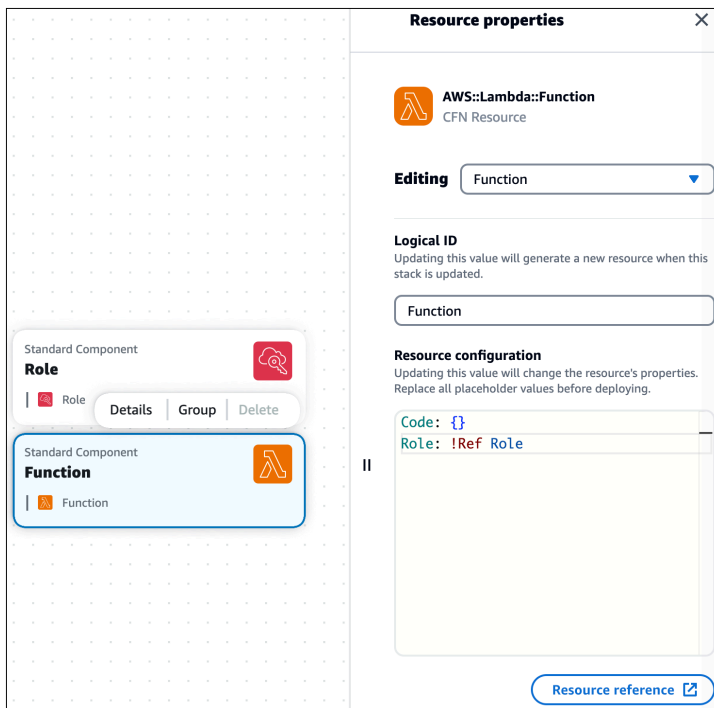 Resource properties
AWS::Lambda::Function
CFN Resource
Editing
Function
Logical ID
Updating this value will generate a new resource when this
stack is updated.
Function
Resource configuration
Updating this value will change the resource's properties.
Replace all placeholder values before deploying.
Code: {}
Role: !Ref Role
Resource reference
Standard Component
Role
Role
Details
Group
Delete
Standard Component
Function
Function